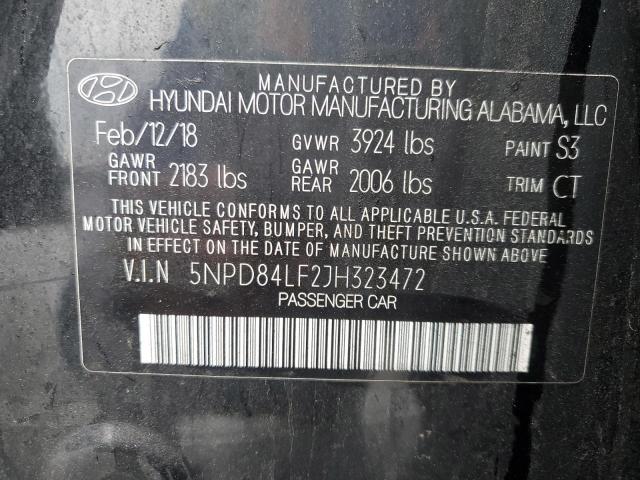 MANUFACTURED BY
HYUNDAI MOTOR MANUFACTURING ALABAMA, LLC
Feb/12/18 GVWR 3924 lbs PAINT S3
GAWR FRONT 2183 lbs GAWR REAR 2006 lbs TRIM CT
THIS VEHICLE CONFORMS TO ALL APPLICABLE U.S.A. FEDERAL
MOTOR VEHICLE SAFETY, BUMPER, AND THEFT PREVENTION STANDARDS
IN EFFECT ON THE DATE OF MANUFACTURE SHOWN ABOVE.
V.I.N 5NPD84LF2JH323472
PASSENGER CAR